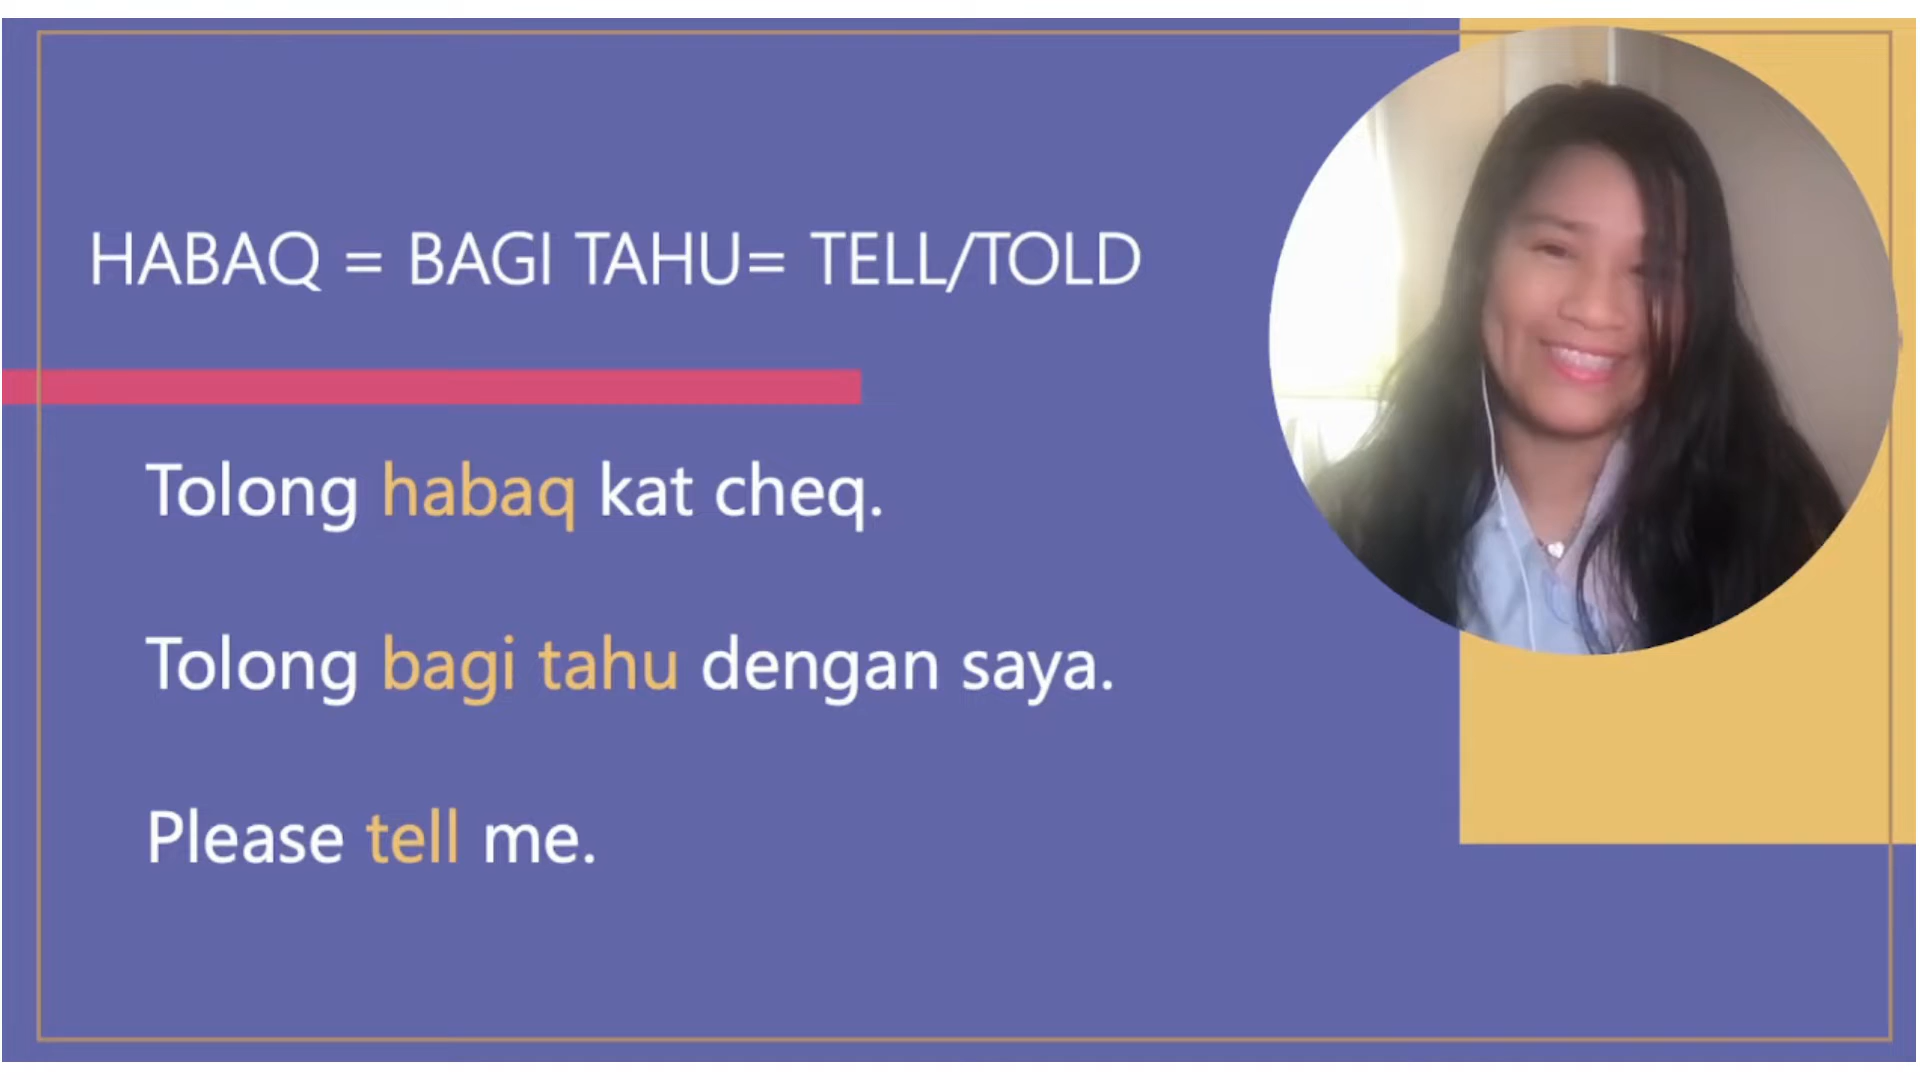 HABAQ = BAGI TAHU= TELL/TOLD
Tolong habaq kat cheq.
Tolong bagi tahu dengan saya.
Please tell me.